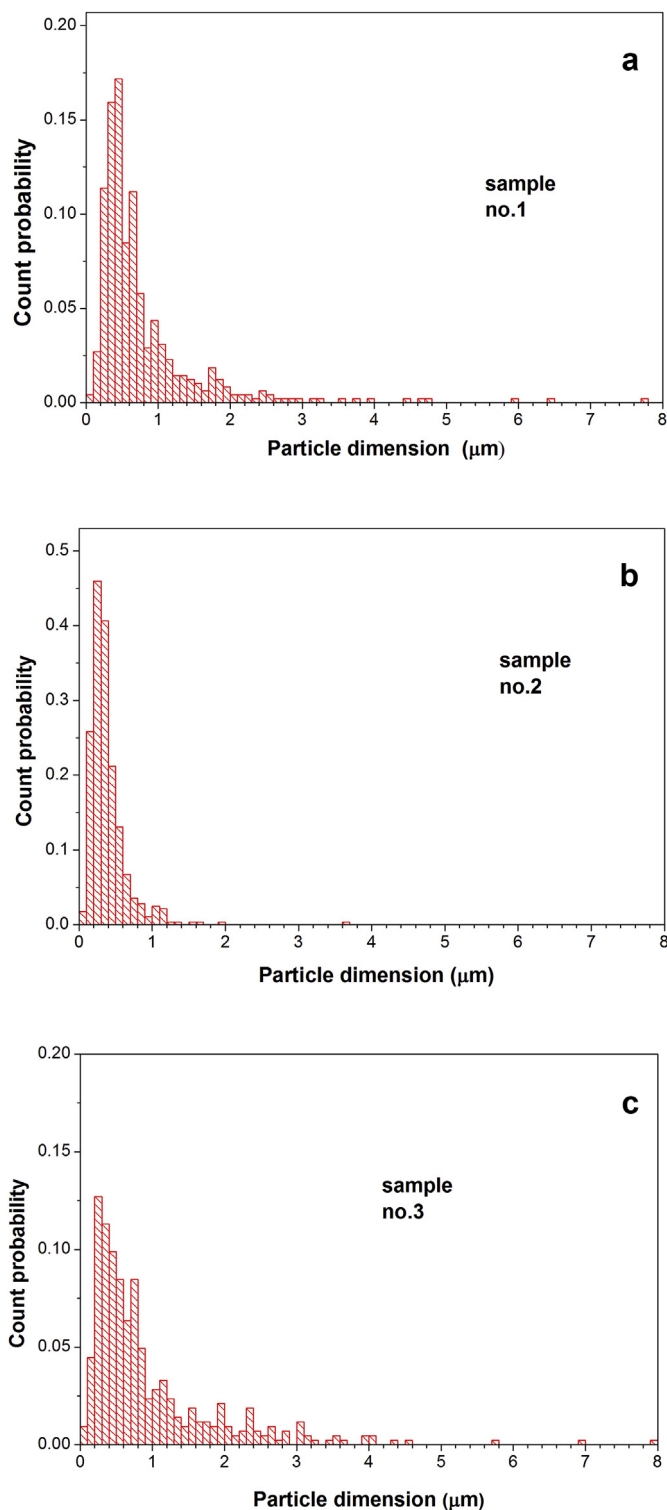 a
0.20
0.15
0.10
0.05
0.00
Count probability
sample
no.1
0 1 2 3 4 5 6 7 8
Particle dimension (μm)
b
0.5
0.4
0.3
0.2
0.1
0.0
Count probability
sample
no.2
0 1 2 3 4 5 6 7 8
Particle dimension (μm)
c
0.20
0.15
0.10
0.05
0.00
Count probability
sample
no.3
0 1 2 3 4 5 6 7 8
Particle dimension (μm)